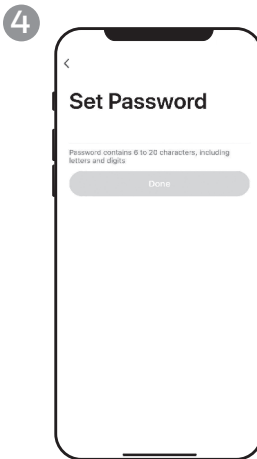 4
<
Set Password
Password contains 6 to 20 characters, including
letters and digits
Done